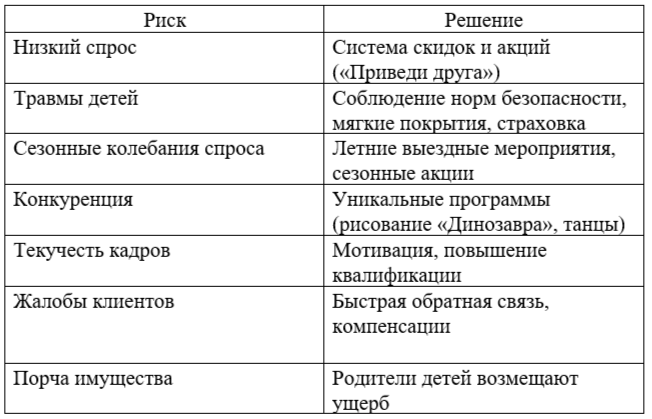 Риск
Решение
Низкий спрос
Система скидок и акций
(«Приведи друга»)
Травмы детей
Соблюдение норм безопасности,
мягкие покрытия, страховка
Сезонные колебания спроса
Летние выездные мероприятия,
сезонные акции
Конкуренция
Уникальные программы
(рисование «Динозавра», танцы)
Текучесть кадров
Мотивация, повышение
квалификации
Жалобы клиентов
Быстрая обратная связь,
компенсации
Порча имущества
Родители детей возмещают
ущерб